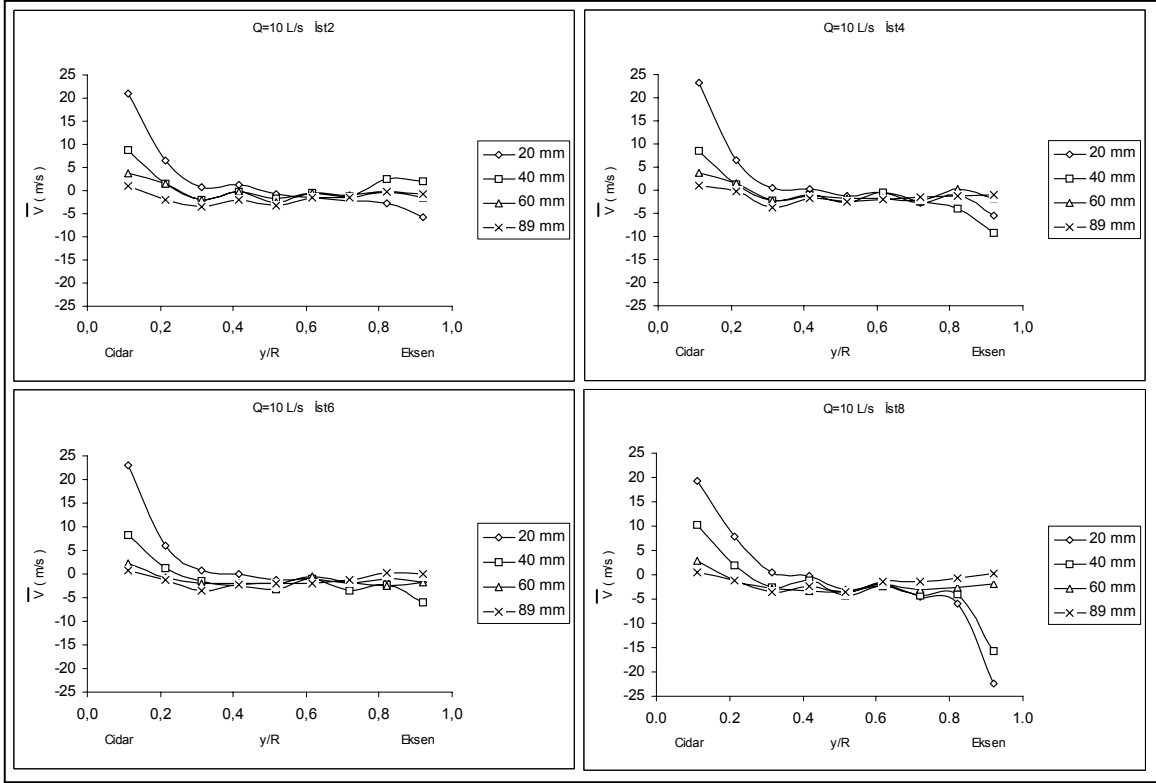 Q=10 L/s İst2
25
20
15
10
5
0
-5
-10
-15
-20
-25
V ( m/s )
0,0 0,2 0,4 0,6 0,8 1,0
Cidar y/R Eksen
20 mm
40 mm
60 mm
89 mm
Q=10 L/s İst4
25
20
15
10
5
0
-5
-10
-15
-20
-25
V ( m/s )
0,0 0,2 0,4 0,6 0,8 1,0
Cidar y/R Eksen
20 mm
40 mm
60 mm
89 mm
Q=10 L/s İst6
25
20
15
10
5
0
-5
-10
-15
-20
-25
V ( m/s )
0,0 0,2 0,4 0,6 0,8 1,0
Cidar y/R Eksen
20 mm
40 mm
60 mm
89 mm
Q=10 L/s İst8
25
20
15
10
5
0
-5
-10
-15
-20
-25
V ( m/s )
0.0 0.2 0.4 0.6 0.8 1.0
Cidar y/R Eksen
20 mm
40 mm
60 mm
89 mm